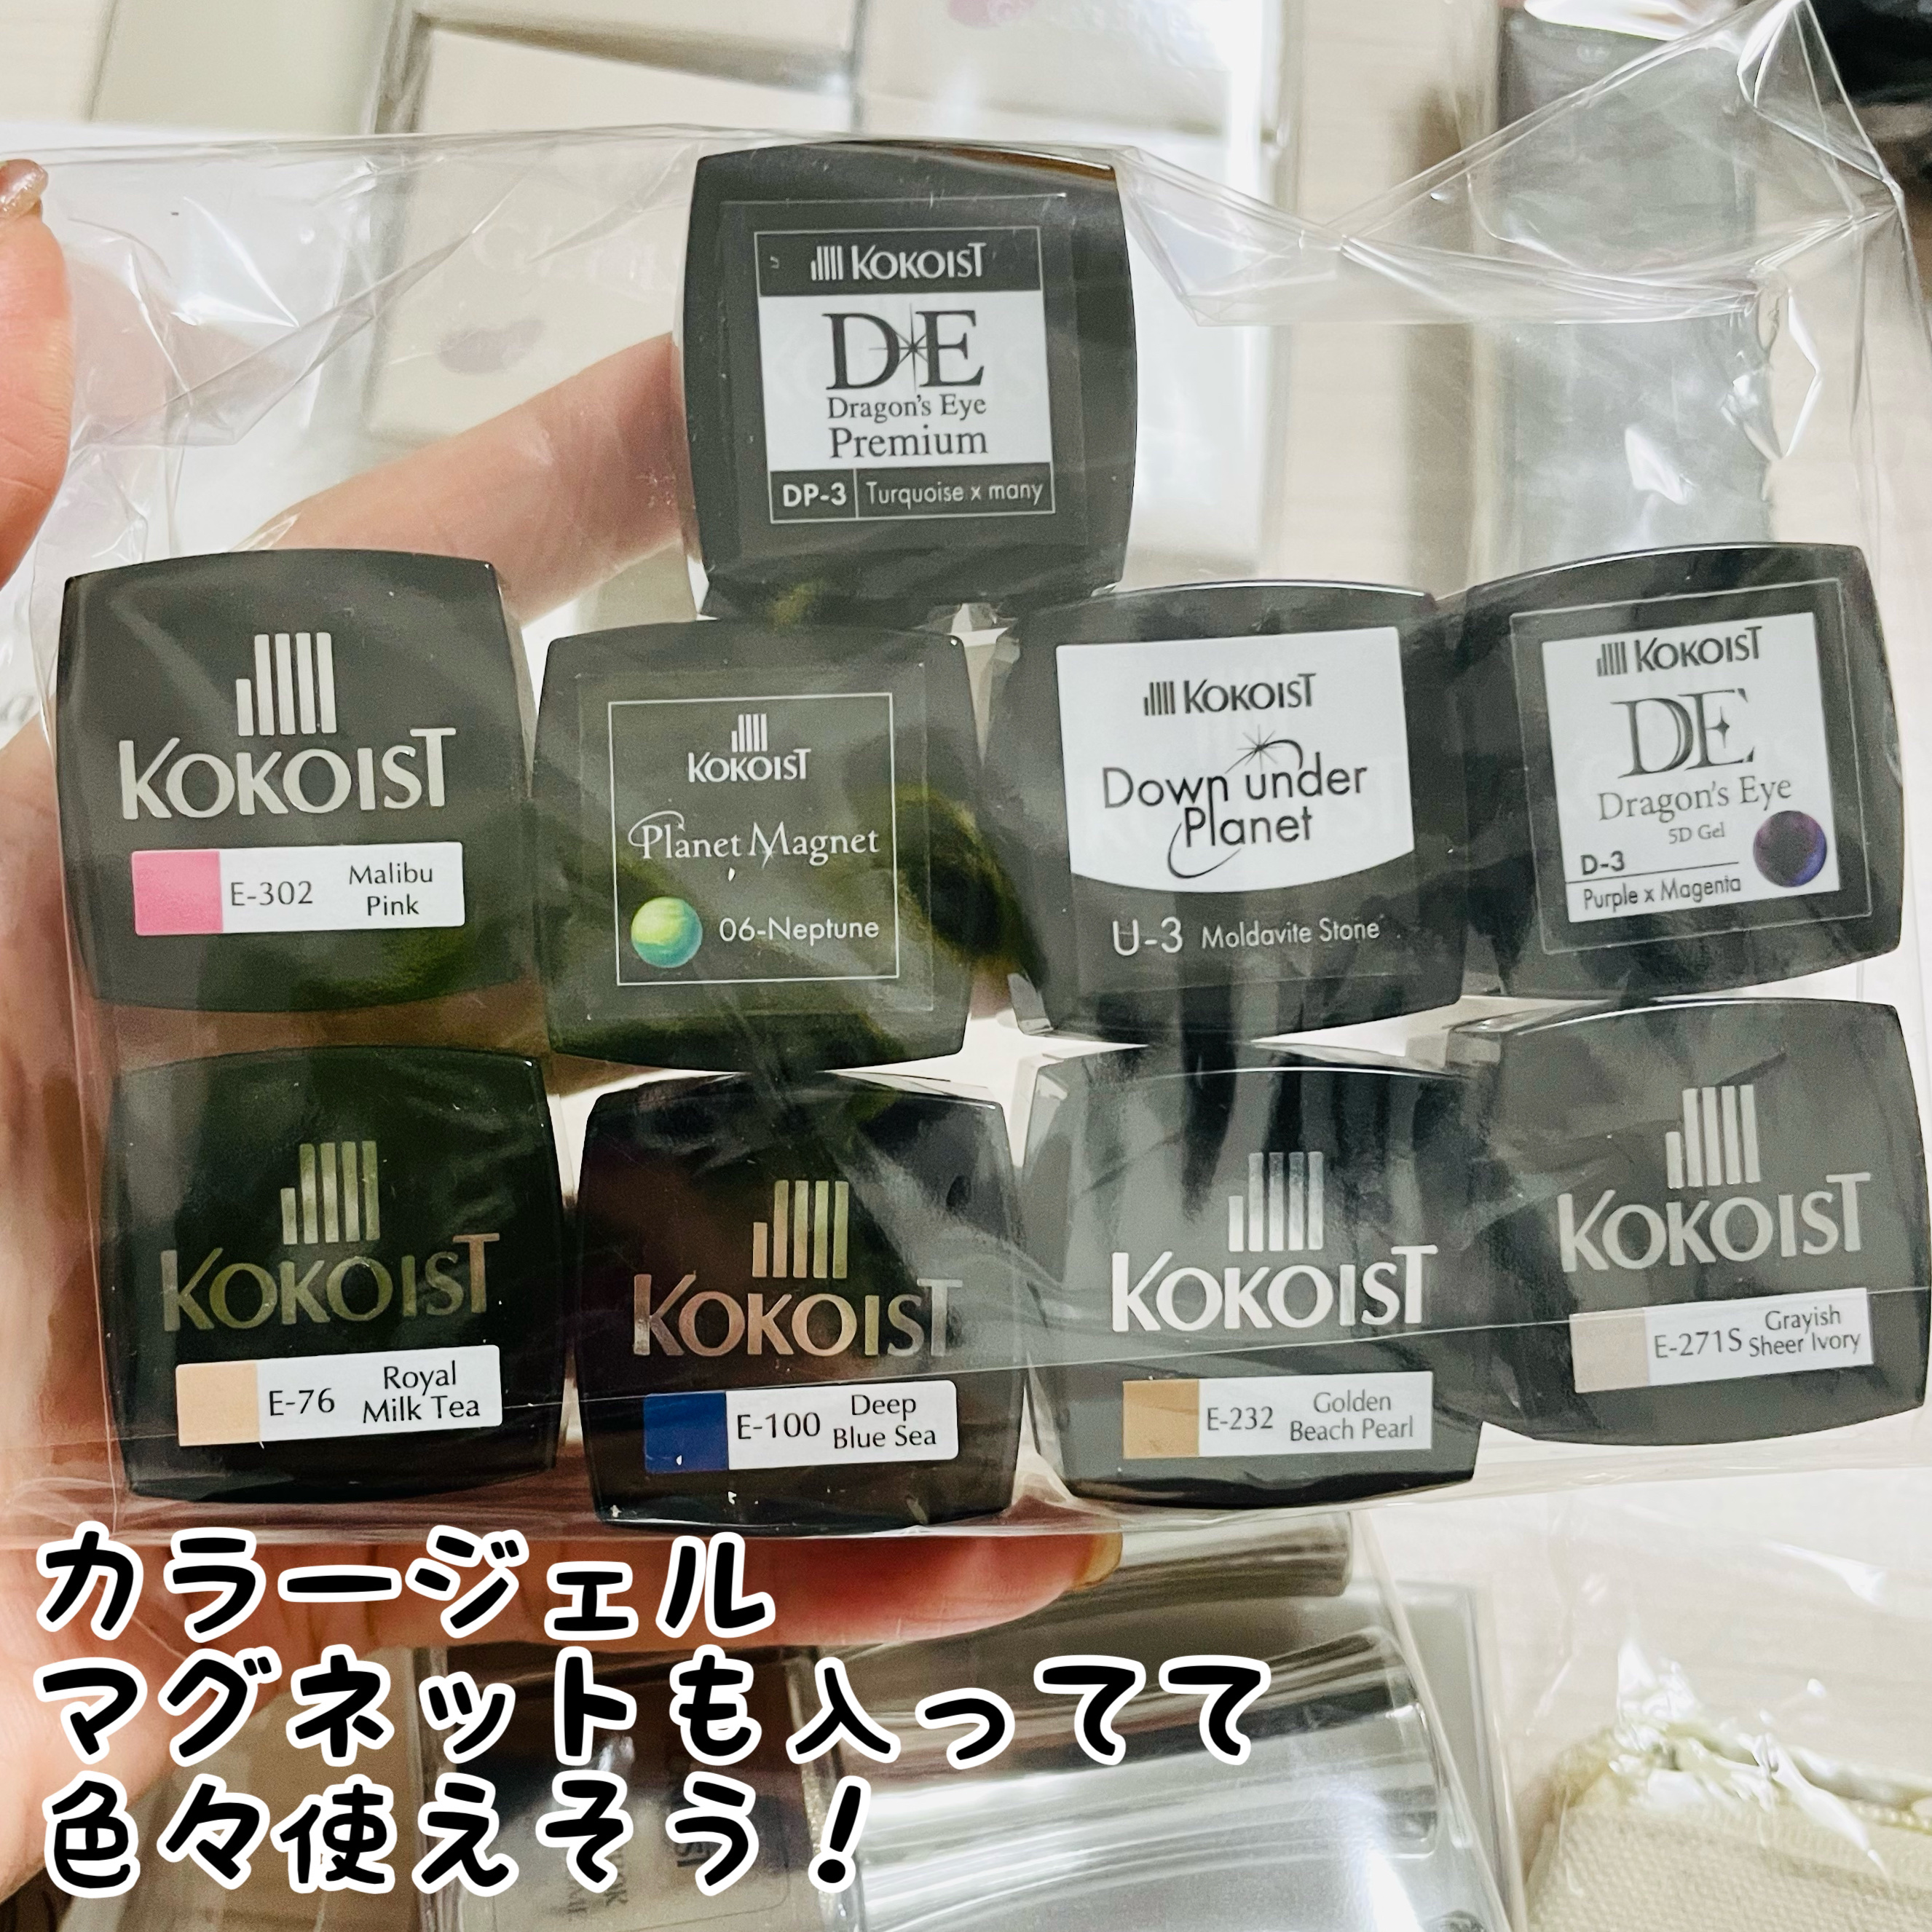 KOKOIST
DE
Dragon's Eye
Premium
DP-3 Turquoise x many
KOKOIST
E-302 Malibu
Pink
KOKOIST
Planet Magnet
06-Neptune
KOKOIST
Down under
Planet
U-3 Moldavite Stone
KOKOIST
DE
Dragon's Eye
5D Gel
D-3
Purple x Magenta
KOKOIST
E-76 Royal
Milk Tea
KOKOIST
E-100 Deep
Blue Sea
KOKOIST
E-232 Golden
Beach Pearl
KOKOIST
E-271S Grayish
Sheer Ivory
カラージェル
マグネットも入ってて
色々使えそう！